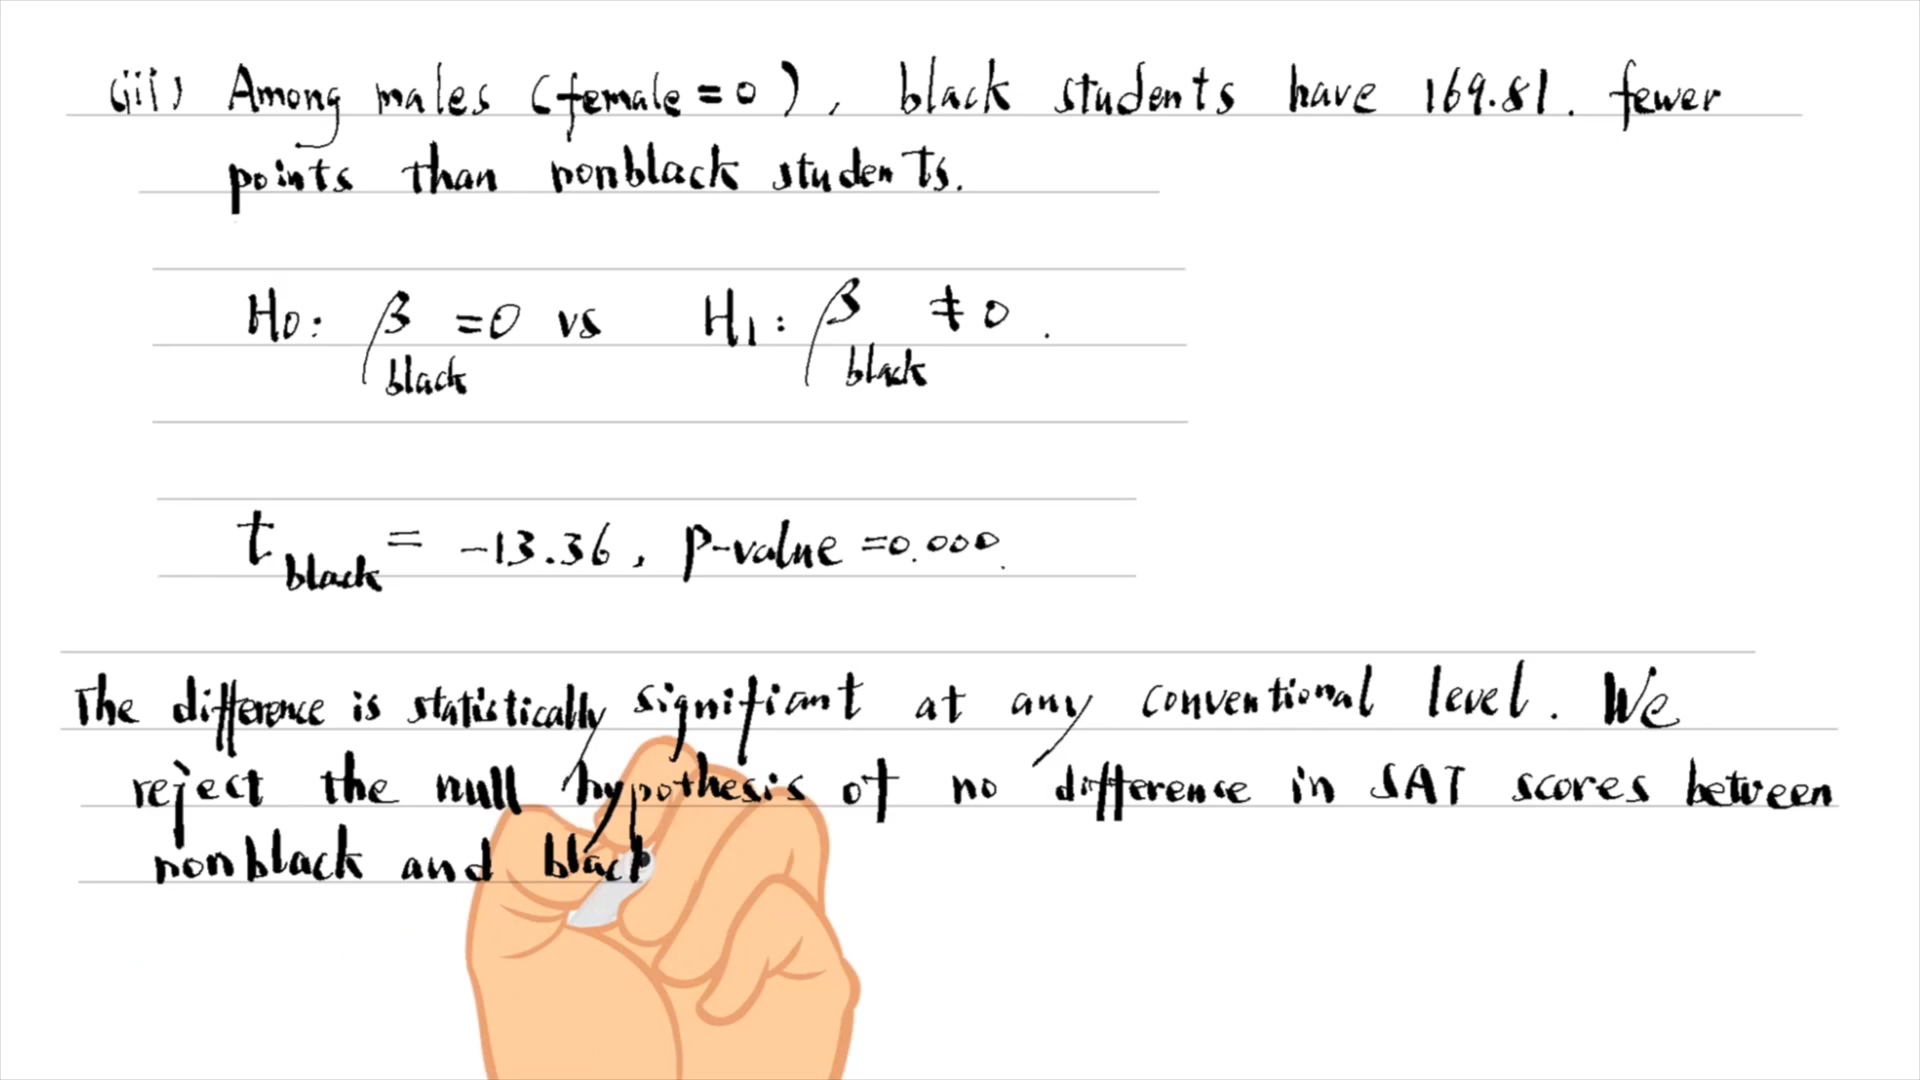 (iii) Among males (female = 0), black students have 169.81. fewer
points than nonblack students.
H0: β black =0 vs H1: β black ≠ 0.
t black = -13.36, p-value =0.000.
The difference is statistically signifiant at any conventional level. We
reject the null hypothesis of no difference in SAT scores between
nonblack and black